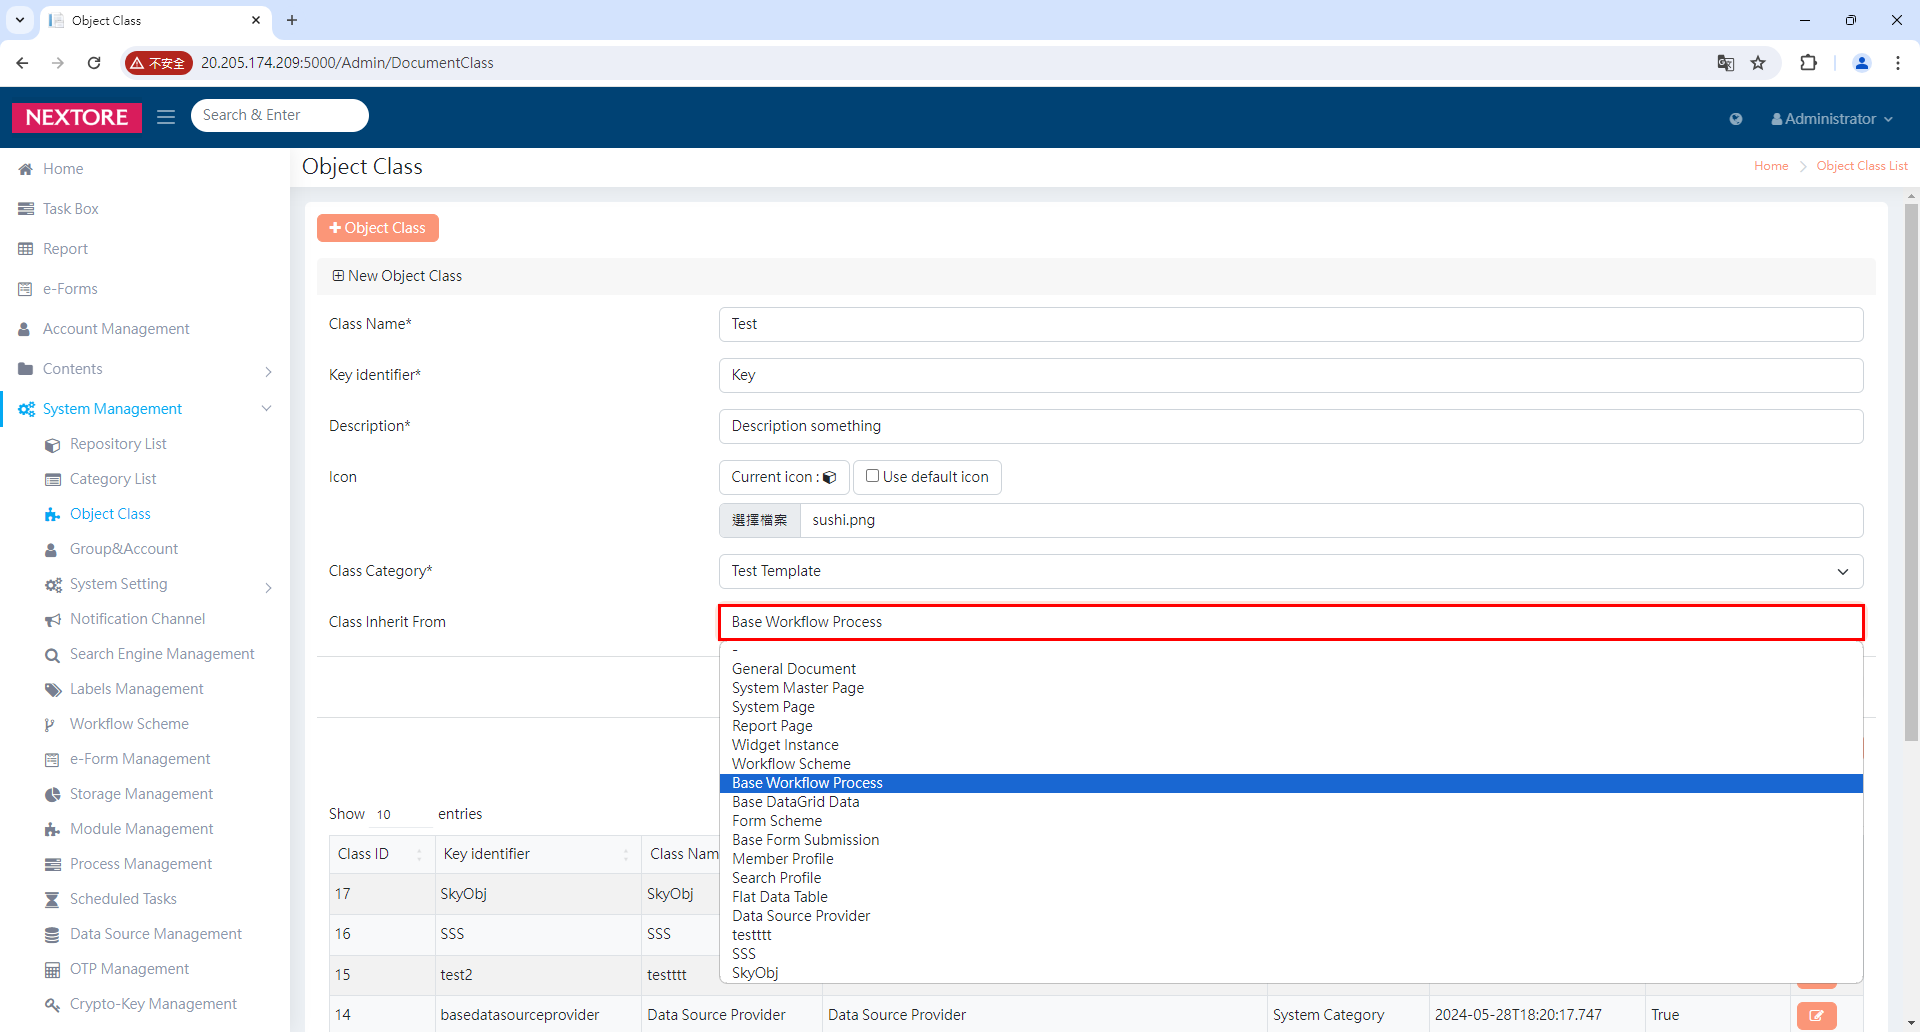 Object Class
不安全
20.205.174.209:5000/Admin/DocumentClass
NEXTORE
Search & Enter
Administrator
Home
Task Box
Report
e-Forms
Account Management
Contents
System Management
Repository List
Category List
Object Class
Group&Account
System Setting
Notification Channel
Search Engine Management
Labels Management
Workflow Scheme
e-Form Management
Storage Management
Module Management
Process Management
Scheduled Tasks
Data Source Management
OTP Management
Crypto-Key Management
Object Class
Home Object Class List
Object Class
New Object Class
Class Name* Test
Key identifier* Key
Description* Description something
Icon Current icon : Use default icon
選擇檔案 sushi.png
Class Category* Test Template
Class Inherit From Base Workflow Process
-
General Document
System Master Page
System Page
Report Page
Widget Instance
Workflow Scheme
Base Workflow Process
Base DataGrid Data
Form Scheme
Base Form Submission
Member Profile
Search Profile
Flat Data Table
Data Source Provider
testttt
SSS
SkyObj
Show 10 entries
Class ID Key identifier Class Nam
17 SkyObj SkyObj
16 SSS SSS
15 test2 testttt
14 basedatasourceprovider Data Source Provider Data Source Provider System Category 2024-05-28T18:20:17.747 True